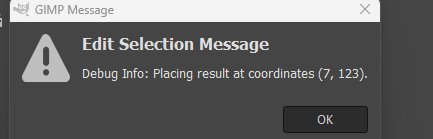 GIMP Message
Edit Selection Message
Debug Info: Placing result at coordinates (7, 123).
OK